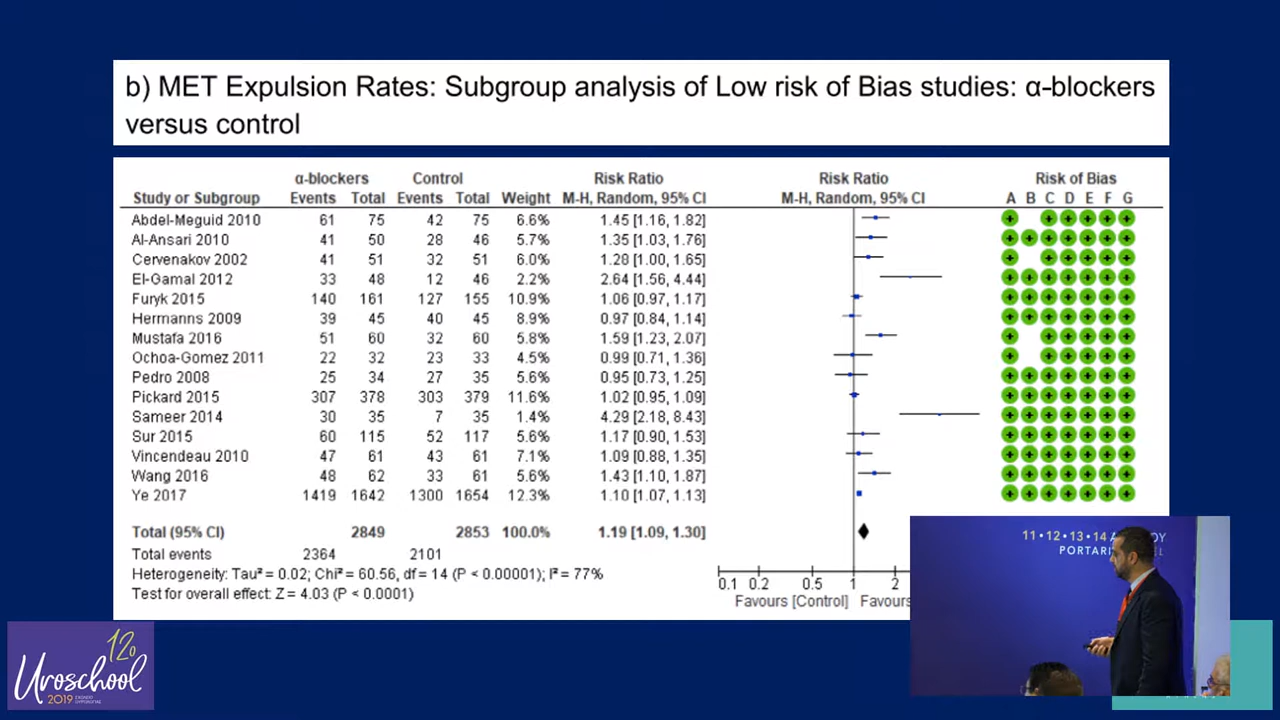 b) MET Expulsion Rates: Subgroup analysis of Low risk of Bias studies: α-blockers
versus control
α-blockers Control Risk Ratio Risk Ratio Risk of Bias
Study or Subgroup Events Total Events Total Weight M-H, Random, 95% CI M-H, Random, 95% CI A B C D E F G
Abdel-Meguid 2010 61 75 42 75 6.6% 1.45 [1.16, 1.82]
Al-Ansari 2010 41 50 28 46 5.7% 1.35 [1.03, 1.76]
Cervenakov 2002 41 51 32 51 6.0% 1.28 [1.00, 1.65]
El-Gamal 2012 33 48 12 46 2.2% 2.64 [1.56, 4.44]
Furyk 2015 140 161 127 155 10.9% 1.06 [0.97, 1.17]
Hermanns 2009 39 45 40 45 8.9% 0.97 [0.84, 1.14]
Mustafa 2016 51 60 32 60 5.8% 1.59 [1.23, 2.07]
Ochoa-Gomez 2011 22 32 23 33 4.5% 0.99 [0.71, 1.36]
Pedro 2008 25 34 27 35 5.6% 0.95 [0.73, 1.25]
Pickard 2015 307 378 303 379 11.6% 1.02 [0.95, 1.09]
Sameer 2014 30 35 7 35 1.4% 4.29 [2.18, 8.43]
Sur 2015 60 115 52 117 5.6% 1.17 [0.90, 1.53]
Vincendeau 2010 47 61 43 61 7.1% 1.09 [0.88, 1.35]
Wang 2016 48 62 33 61 5.6% 1.43 [1.10, 1.87]
Ye 2017 1419 1642 1300 1654 12.3% 1.10 [1.07, 1.13]
Total (95% CI) 2849 2853 100.0% 1.19 [1.09, 1.30]
Total events 2364 2101
Heterogeneity: Tau² = 0.02; Chi² = 60.56, df = 14 (P < 0.00001); I² = 77%
Test for overall effect: Z = 4.03 (P < 0.0001)
0.1 0.2 0.5 1 2
Favours [Control] Favours
11•12•13•14
PORTARI
12ο
Uroschool
2019